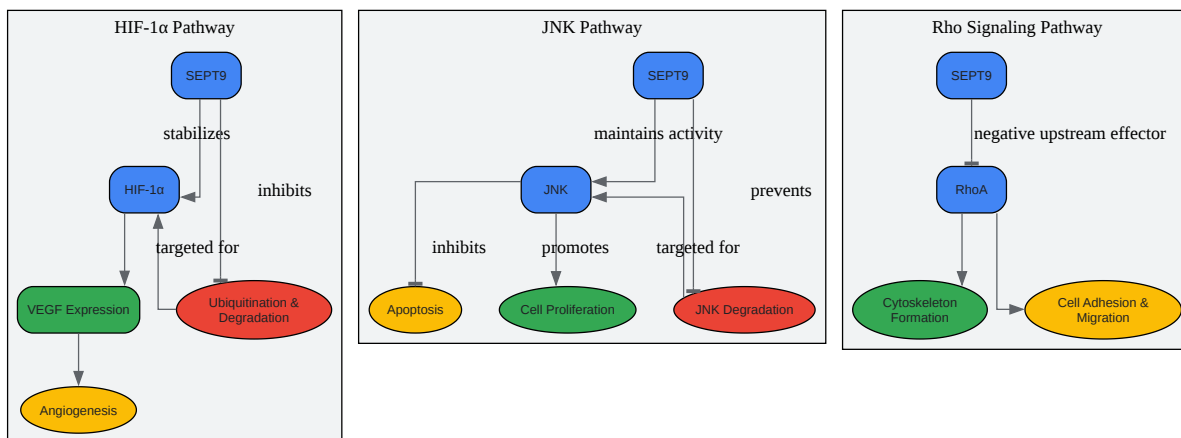 HIF-1α Pathway
SEPT9
stabilizes
HIF-1α
inhibits
targeted for
VEGF Expression
Ubiquitination &
Degradation
Angiogenesis
JNK Pathway
SEPT9
maintains activity
JNK
prevents
inhibits
promotes
targeted for
Apoptosis
Cell Proliferation
JNK Degradation
Rho Signaling Pathway
SEPT9
negative upstream effector
RhoA
Cytoskeleton
Formation
Cell Adhesion &
Migration